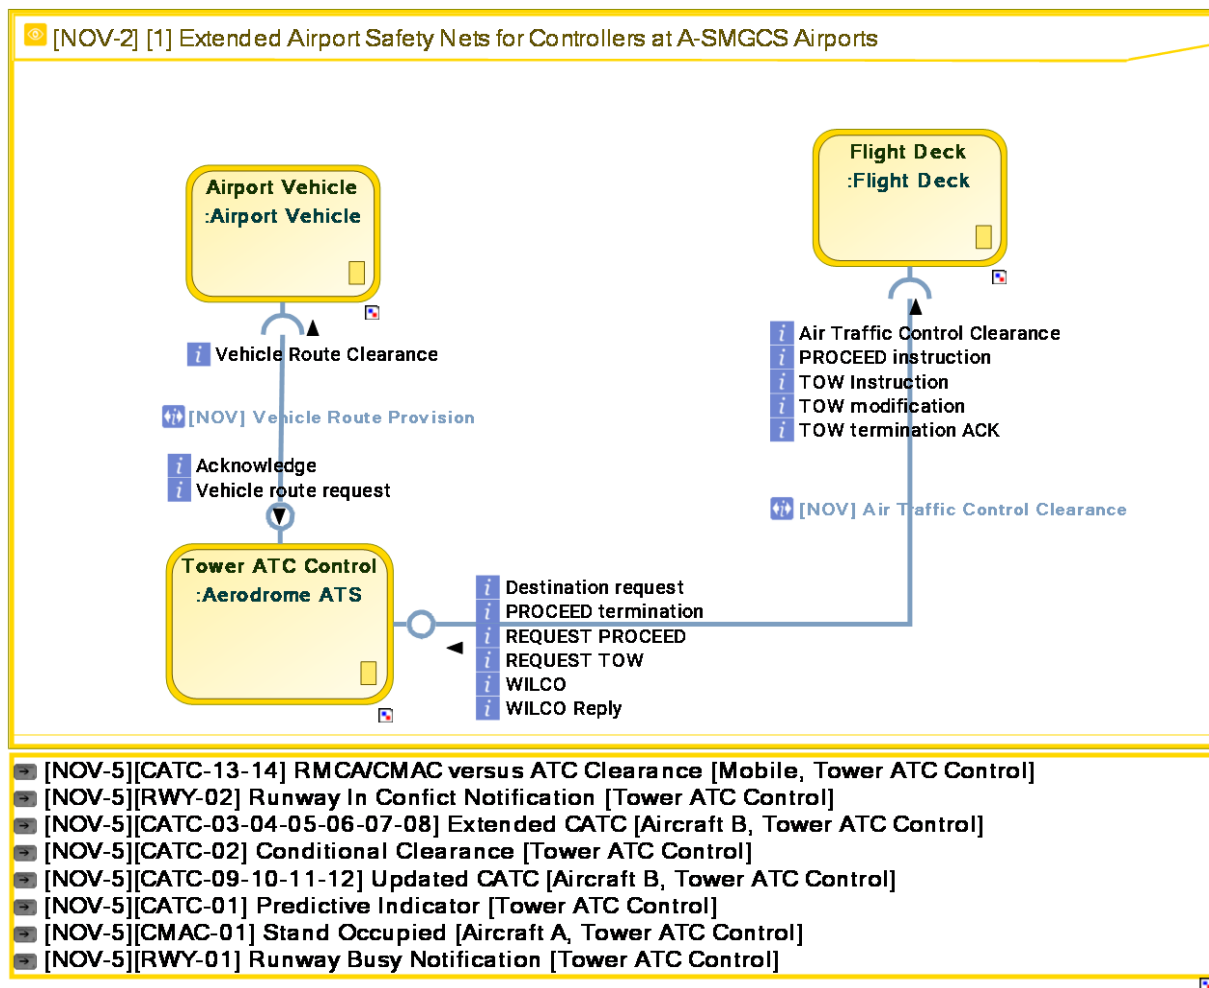 [NOV-2] [1] Extended Airport Safety Nets for Controllers at A-SMGCS Airports
Flight Deck
:Flight Deck
Airport Vehicle
:Airport Vehicle
Vehicle Route Clearance
[NOV] Vehicle Route Provision
Acknowledge
Vehicle route request
Air Traffic Control Clearance
PROCEED instruction
TOW Instruction
TOW modification
TOW termination ACK
[NOV] Air Traffic Control Clearance
Tower ATC Control
:Aerodrome ATS
Destination request
PROCEED termination
REQUEST PROCEED
REQUEST TOW
WILCO
WILCO Reply
[NOV-5][CATC-13-14] RMCA/CMAC versus ATC Clearance [Mobile, Tower ATC Control]
[NOV-5][RWY-02] Runway In Confict Notification [Tower ATC Control]
[NOV-5][CATC-03-04-05-06-07-08] Extended CATC [Aircraft B, Tower ATC Control]
[NOV-5][CATC-02] Conditional Clearance [Tower ATC Control]
[NOV-5][CATC-09-10-11-12] Updated CATC [Aircraft B, Tower ATC Control]
[NOV-5][CATC-01] Predictive Indicator [Tower ATC Control]
[NOV-5][CMAC-01] Stand Occupied [Aircraft A, Tower ATC Control]
[NOV-5][RWY-01] Runway Busy Notification [Tower ATC Control]